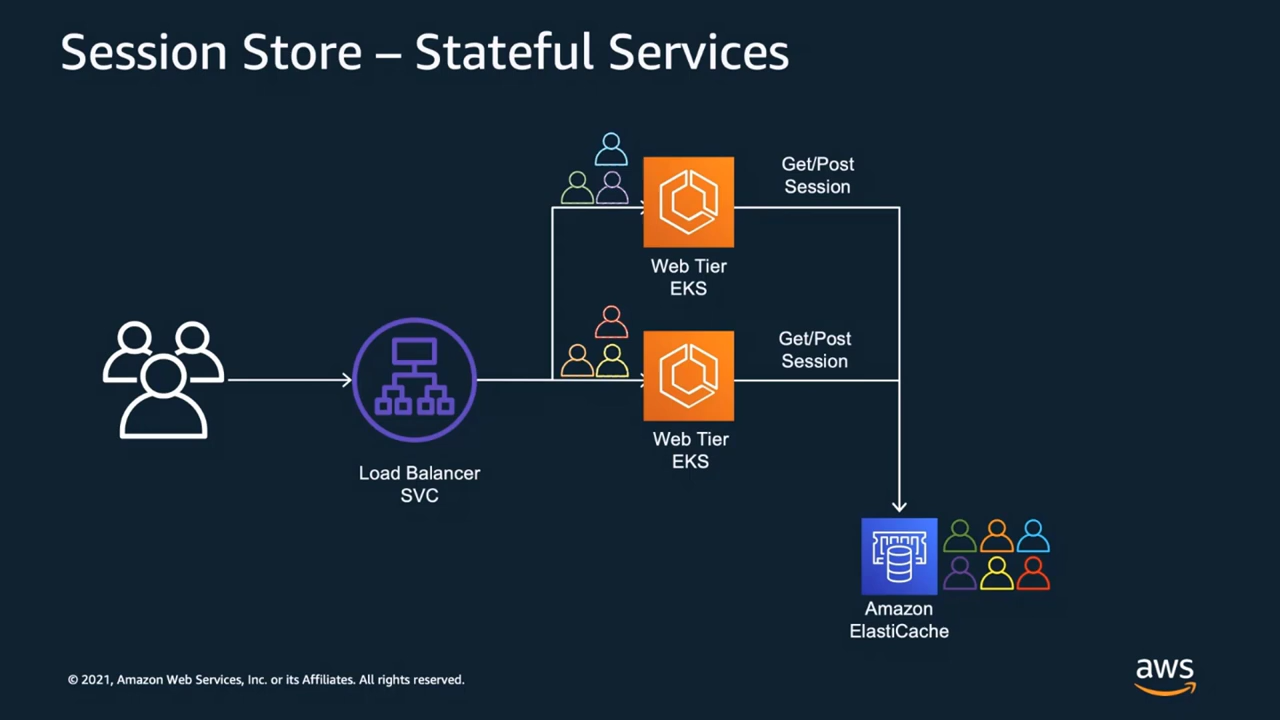 Session Store – Stateful Services
Get/Post
Session
Web Tier
EKS
Get/Post
Session
Web Tier
EKS
Load Balancer
SVC
Amazon
ElastiCache
© 2021, Amazon Web Services, Inc. or its Affiliates. All rights reserved.
aws